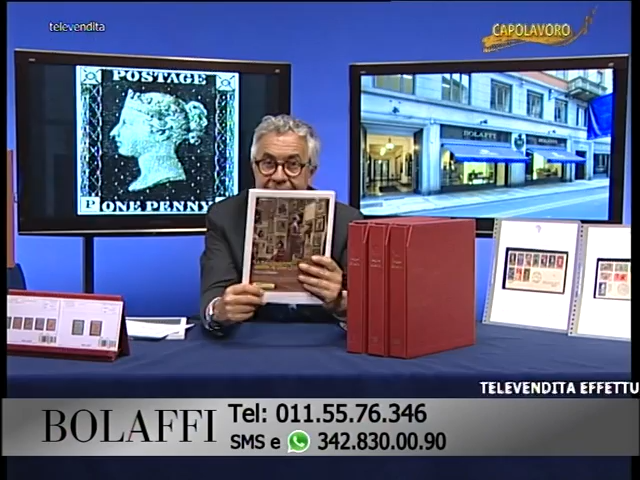 televendita
CAPOLAVORO
POSTAGE
P ONE PENNY
BOLAFFI
TELEVENDITA EFFETTU
BOLAFFI
Tel: 011.55.76.346
SMS e 342.830.00.90